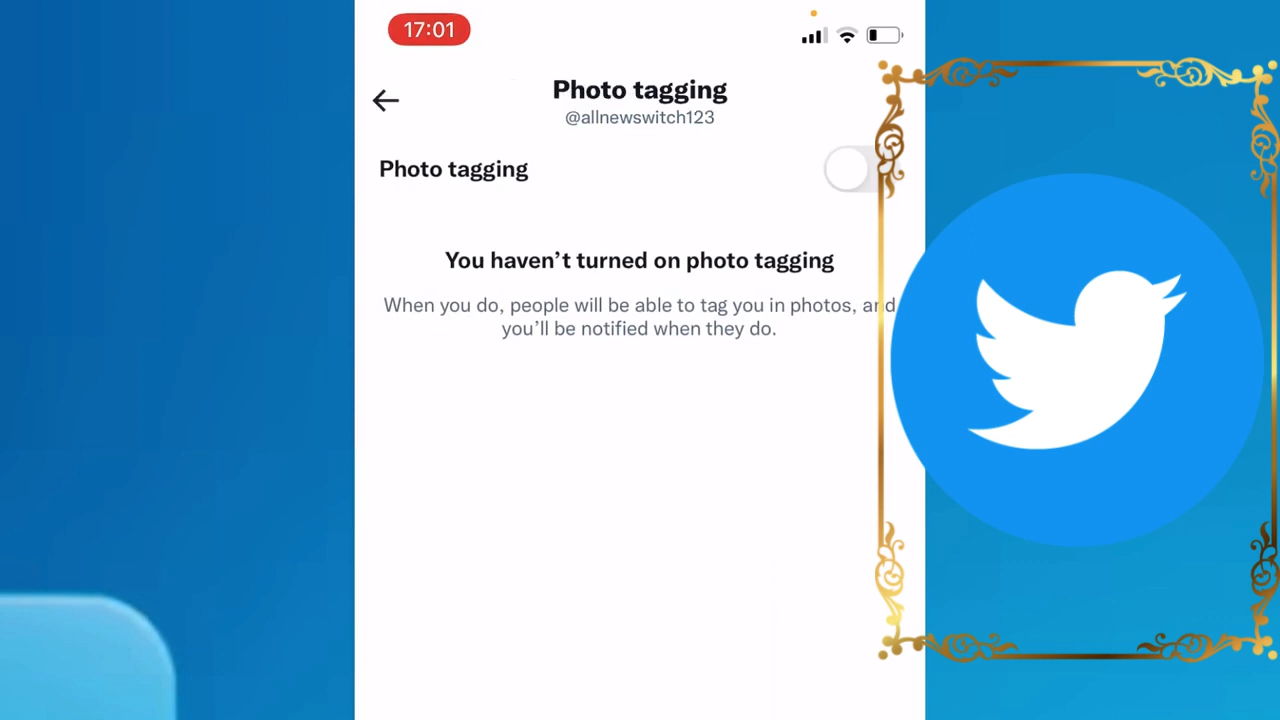 17:01
Photo tagging
@allnewswitch123
Photo tagging
You haven’t turned on photo tagging
When you do, people will be able to tag you in photos, and
you’ll be notified when they do.